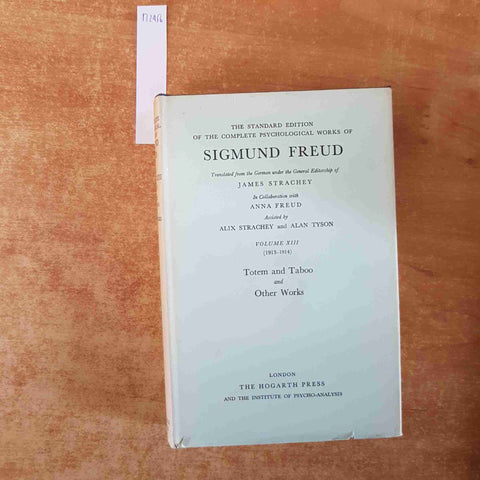 17246
THE STANDARD EDITION
OF THE COMPLETE PSYCHOLOGICAL WORKS OF
SIGMUND FREUD
Translated from the German under the General Editorship of
JAMES STRACHEY
In Collaboration with
ANNA FREUD
Assisted by
ALIX STRACHEY and ALAN TYSON
VOLUME XIII
(1913-1914)
Totem and Taboo
and
Other Works
LONDON
THE HOGARTH PRESS
AND THE INSTITUTE OF PSYCHO-ANALYSIS